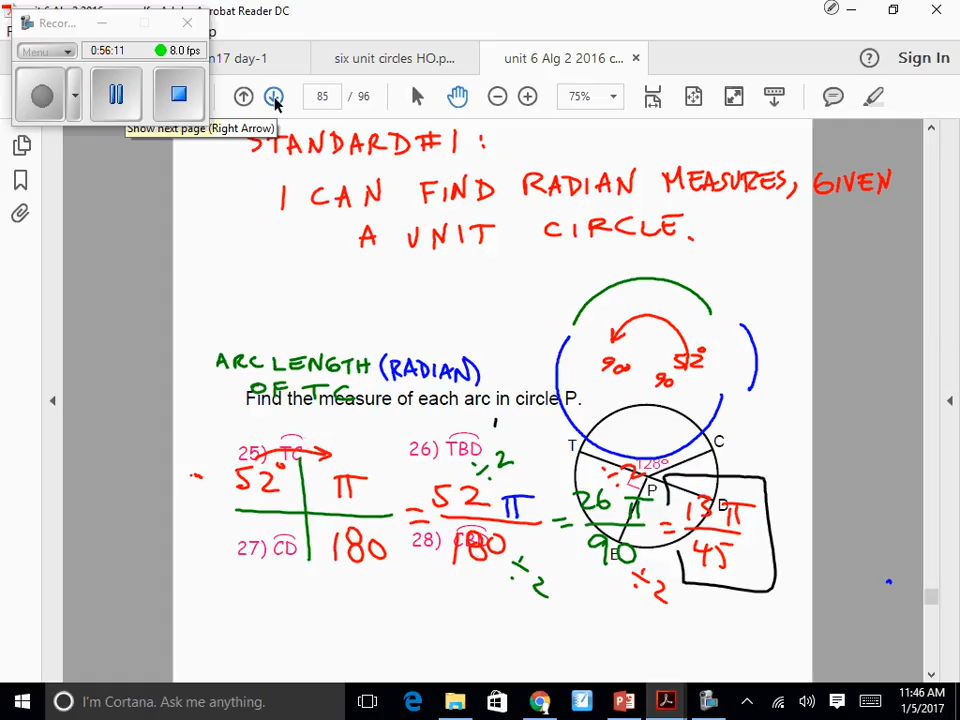 Recor...
Acrobat Reader DC
Menu
0:56:11
8.0 fps
n17 day-1
six unit circles HO.p...
unit 6 Alg 2 2016 c...
85 / 96
75%
Show next page (Right Arrow)
STANDARD#1:
I CAN FIND RADIAN MEASURES, GIVEN
A UNIT CIRCLE.
90° 90 52°
ARC LENGTH (RADIAN)
OF TC
Find the measure of each arc in circle P.
25) TC
26) TBD
T C
128°
P D
B
52° π
180
= 52 π
180
÷2
÷2
= 26 π
90
÷2
÷2
= 13 π
45
27) CD
28) CBD
I'm Cortana. Ask me anything.
11:46 AM
1/5/2017